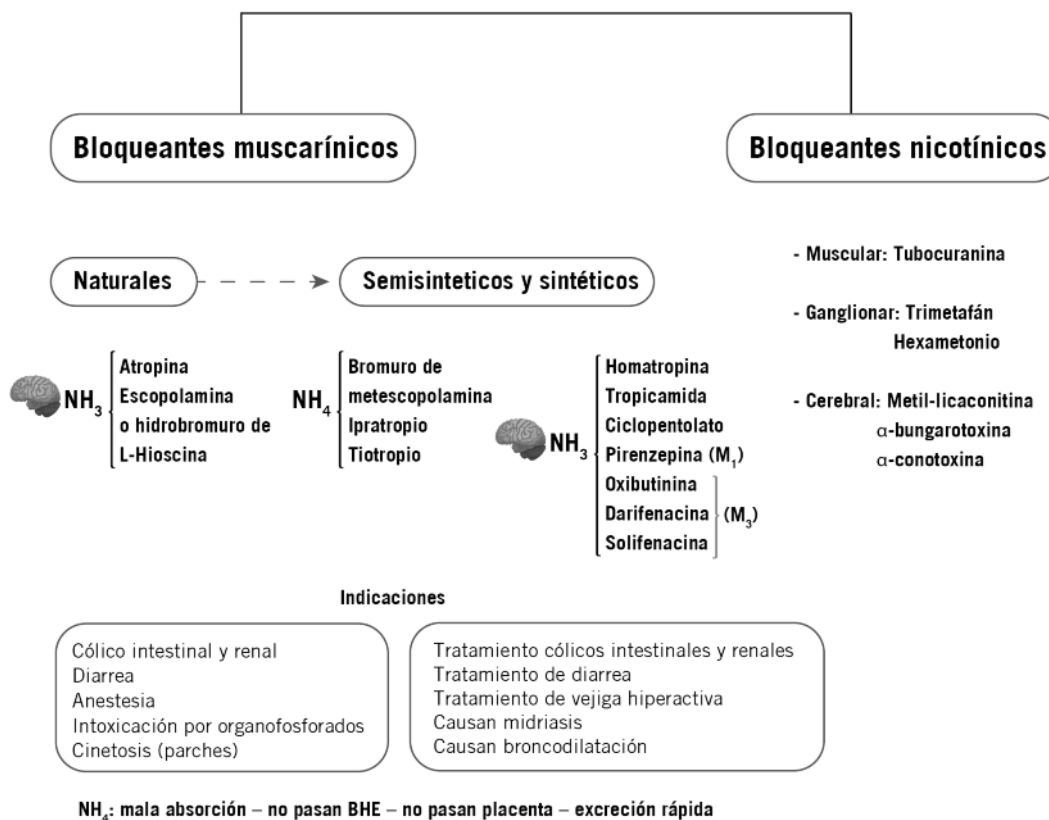 Bloqueantes muscarínicos
Bloqueantes nicotínicos
Naturales
Semisinteticos y sintéticos
NH₃
Atropina
Escopolamina
o hidrobromuro de
L-Hioscina
NH₄
Bromuro de
metescopolamina
Ipratropio
Tiotropio
NH₃
Homatropina
Tropicamida
Ciclopentolato
Pirenzepina (M₁)
Oxibutinina
Darifenacina
Solifenacina
(M₃)
- Muscular: Tubocuranina
- Ganglionar: Trimetafán
Hexametonio
- Cerebral: Metil-licaconitina
α-bungarotoxina
α-conotoxina
Indicaciones
Cólico intestinal y renal
Diarrea
Anestesia
Intoxicación por organofosforados
Cinetosis (parches)
Tratamiento cólicos intestinales y renales
Tratamiento de diarrea
Tratamiento de vejiga hiperactiva
Causan midriasis
Causan broncodilatación
NH₄: mala absorción – no pasan BHE – no pasan placenta – excreción rápida